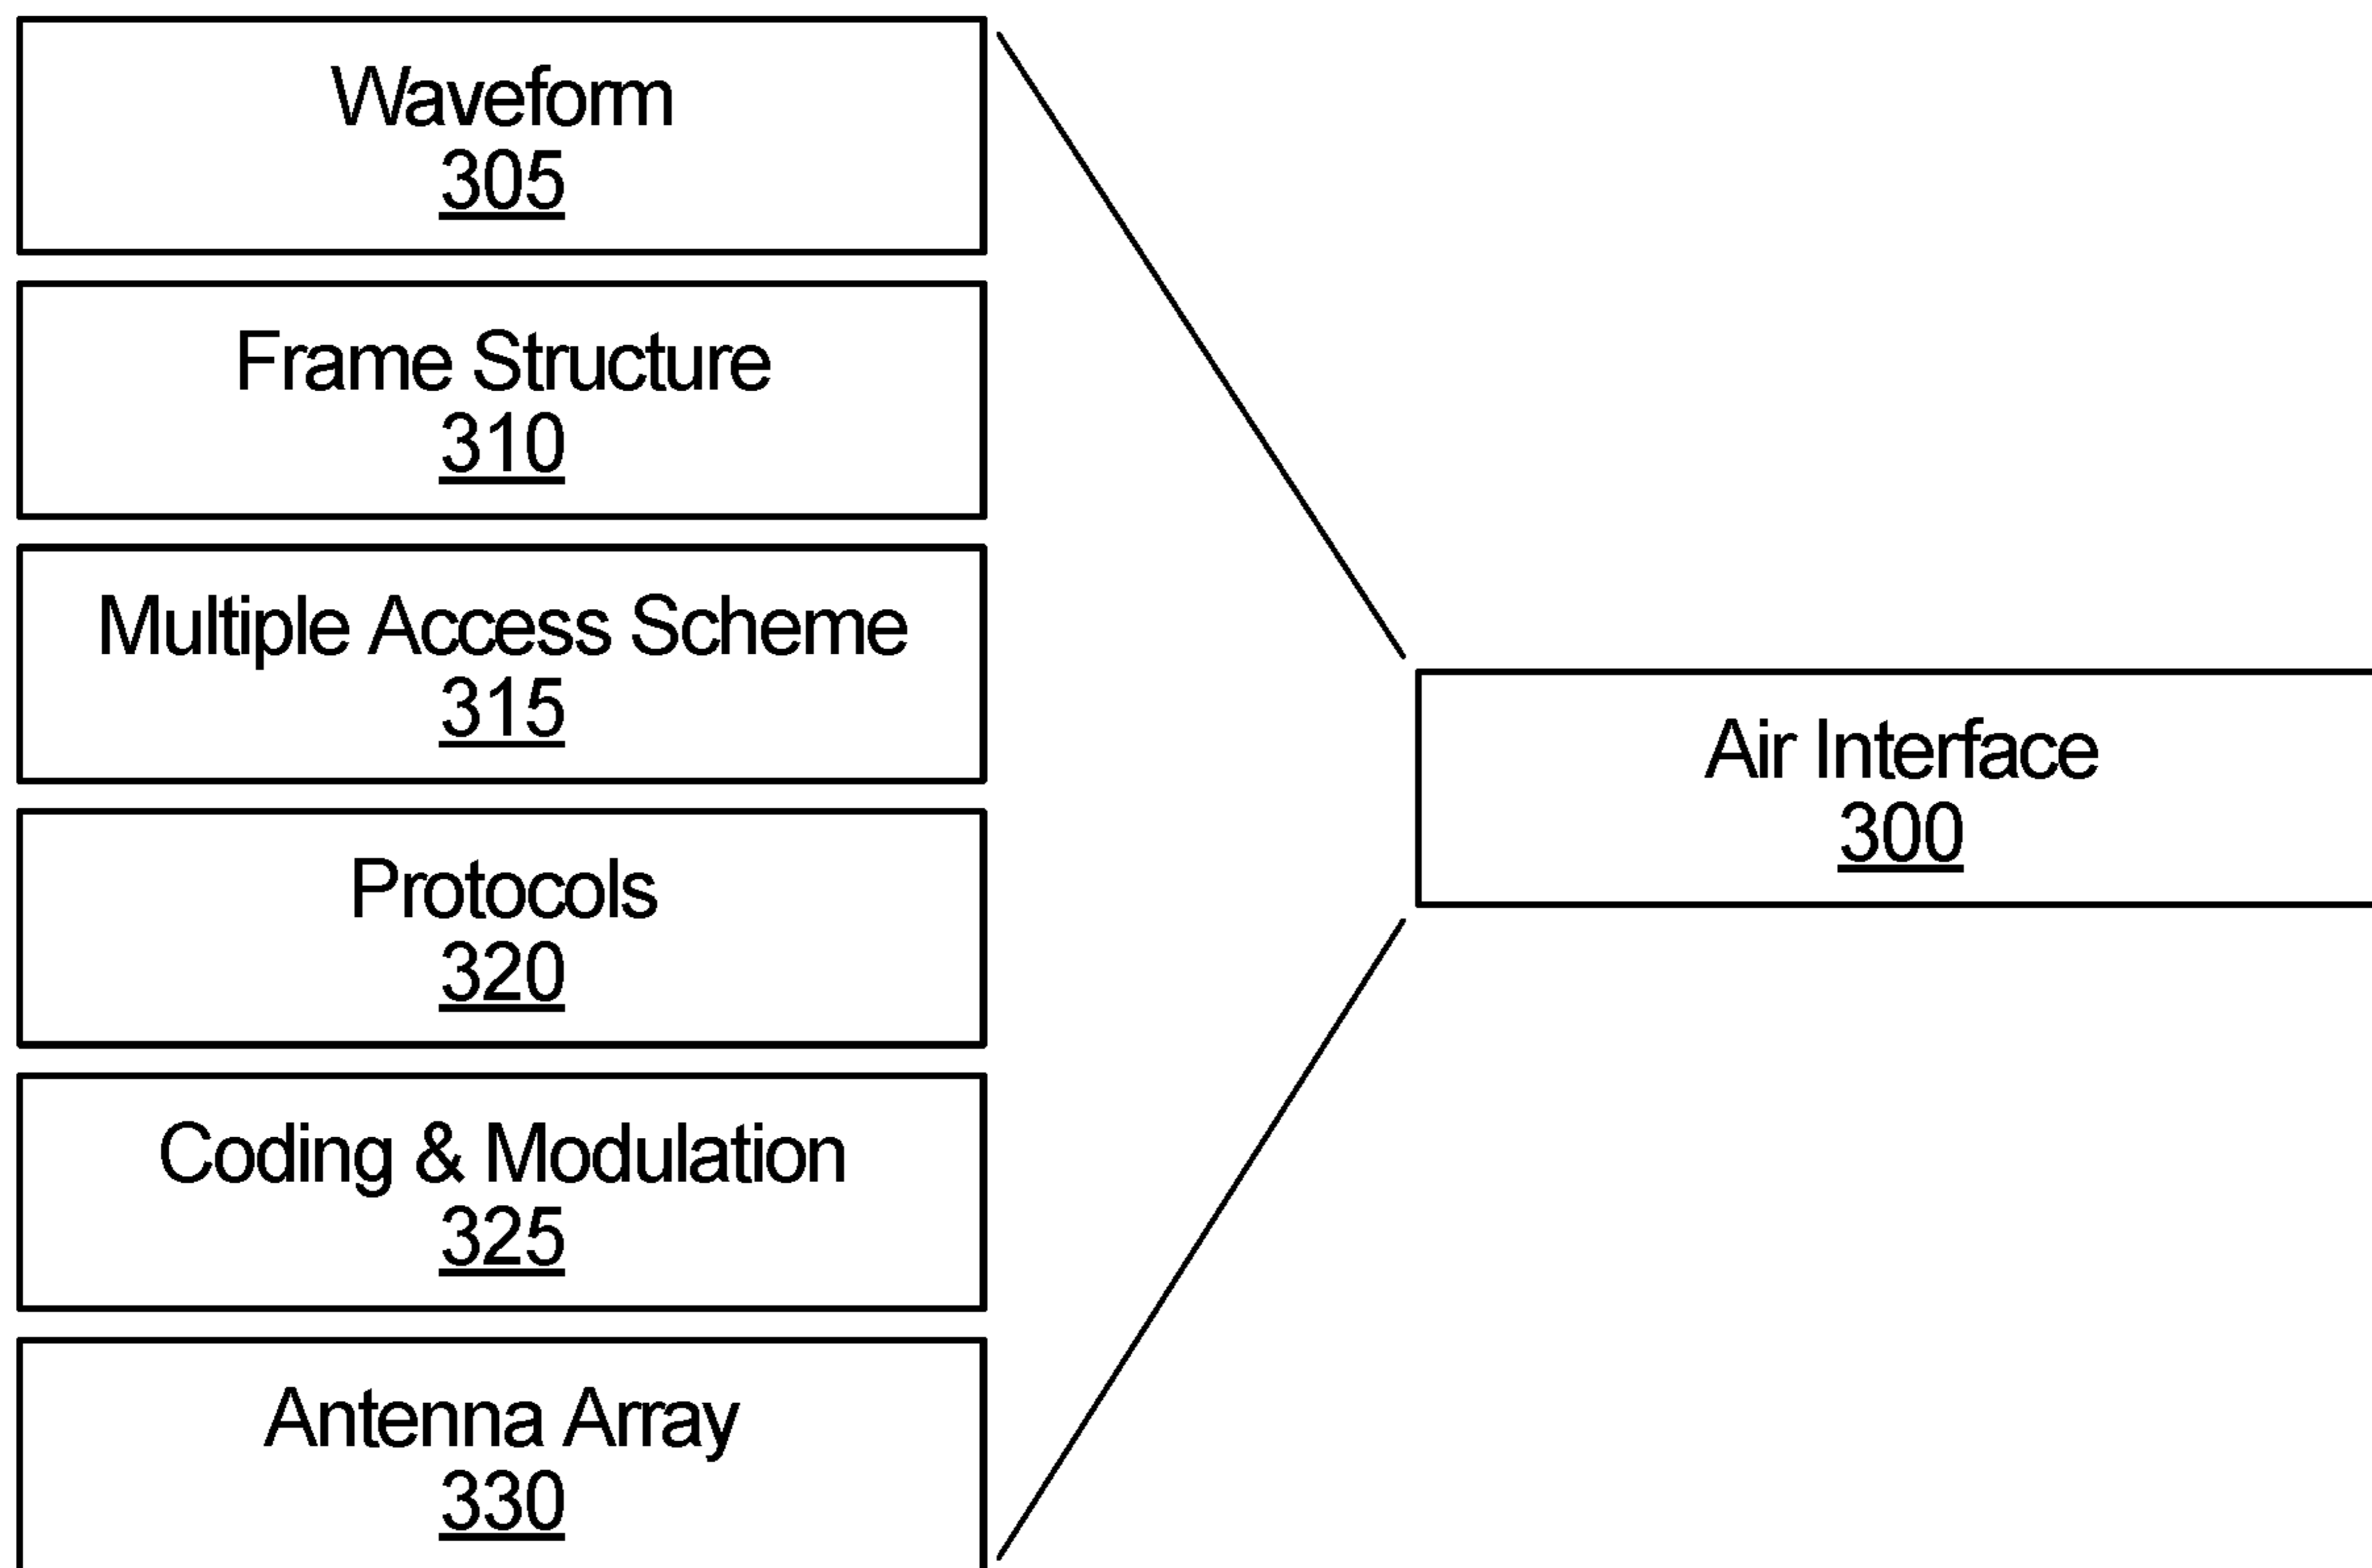 Waveform
305
Frame Structure
310
Multiple Access Scheme
315
Protocols
320
Coding & Modulation
325
Antenna Array
330
Air Interface
300